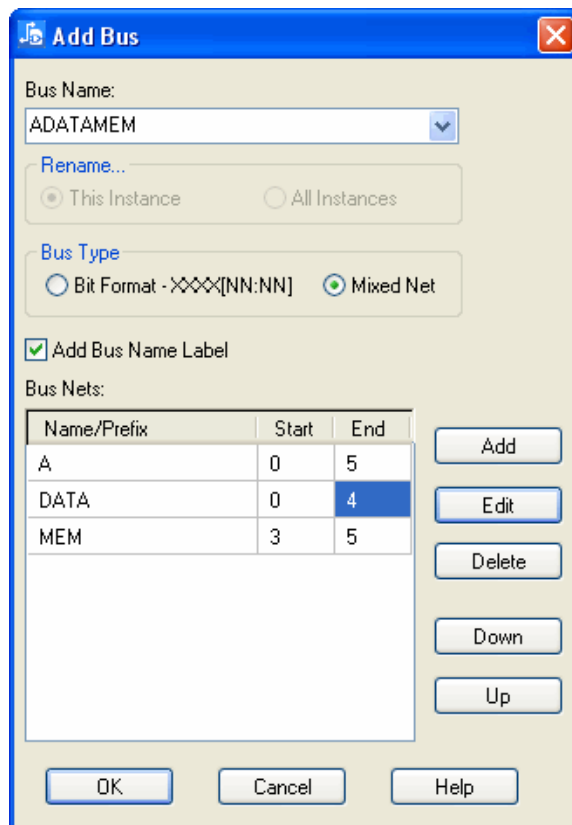 Add Bus
Bus Name:
ADATAMEM
Rename...
This Instance All Instances
Bus Type
Bit Format - XXXX[NN:NN] Mixed Net
Add Bus Name Label
Bus Nets:
Name/Prefix Start End
A 0 5
DATA 0 4
MEM 3 5
Add
Edit
Delete
Down
Up
OK Cancel Help